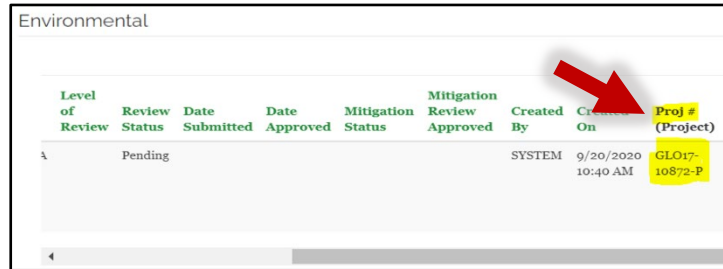 Environmental
Level of Review Review Status Date Submitted Date Approved Mitigation Status Mitigation Review Approved Created By Created On Proj # (Project)
A Pending SYSTEM 9/20/2020 10:40 AM GLO17-10872-P